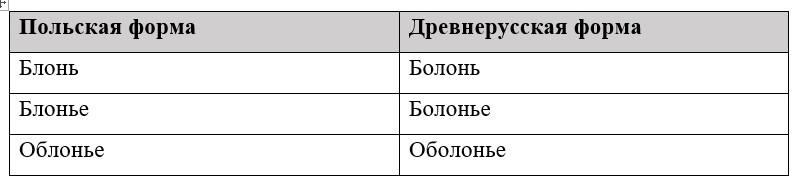 Польская форма Древнерусская форма
Блонь Болонь
Блонье Болонье
Облонье Оболонье